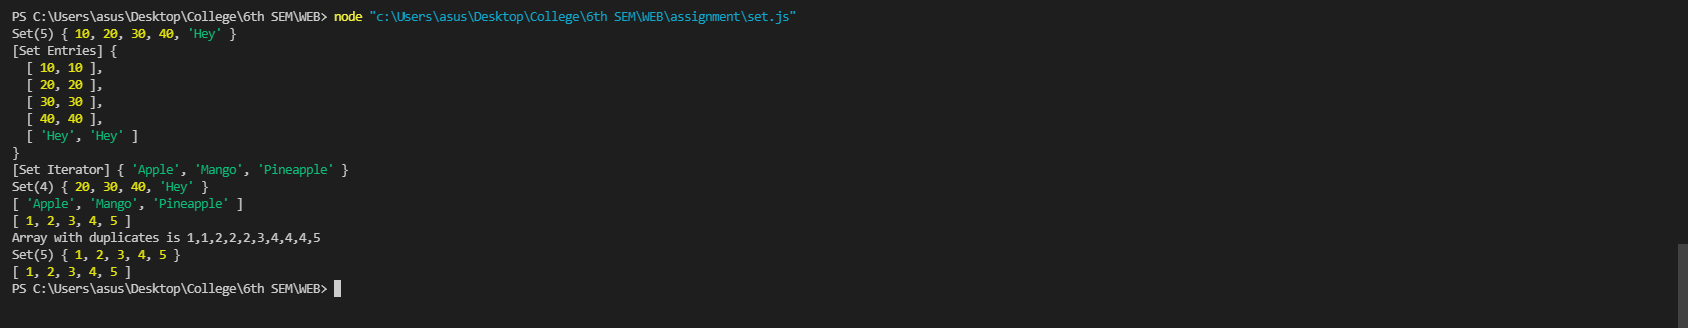 PS C:\Users\asus\Desktop\College\6th SEM\WEB> node "c:\Users\asus\Desktop\College\6th SEM\WEB\assignment\set.js"
Set(5) { 10, 20, 30, 40, 'Hey' }
[Set Entries] {
  [ 10, 10 ],
  [ 20, 20 ],
  [ 30, 30 ],
  [ 40, 40 ],
  [ 'Hey', 'Hey' ]
}
[Set Iterator] { 'Apple', 'Mango', 'Pineapple' }
Set(4) { 20, 30, 40, 'Hey' }
[ 'Apple', 'Mango', 'Pineapple' ]
[ 1, 2, 3, 4, 5 ]
Array with duplicates is 1,1,2,2,2,3,4,4,4,5
Set(5) { 1, 2, 3, 4, 5 }
[ 1, 2, 3, 4, 5 ]
PS C:\Users\asus\Desktop\College\6th SEM\WEB>